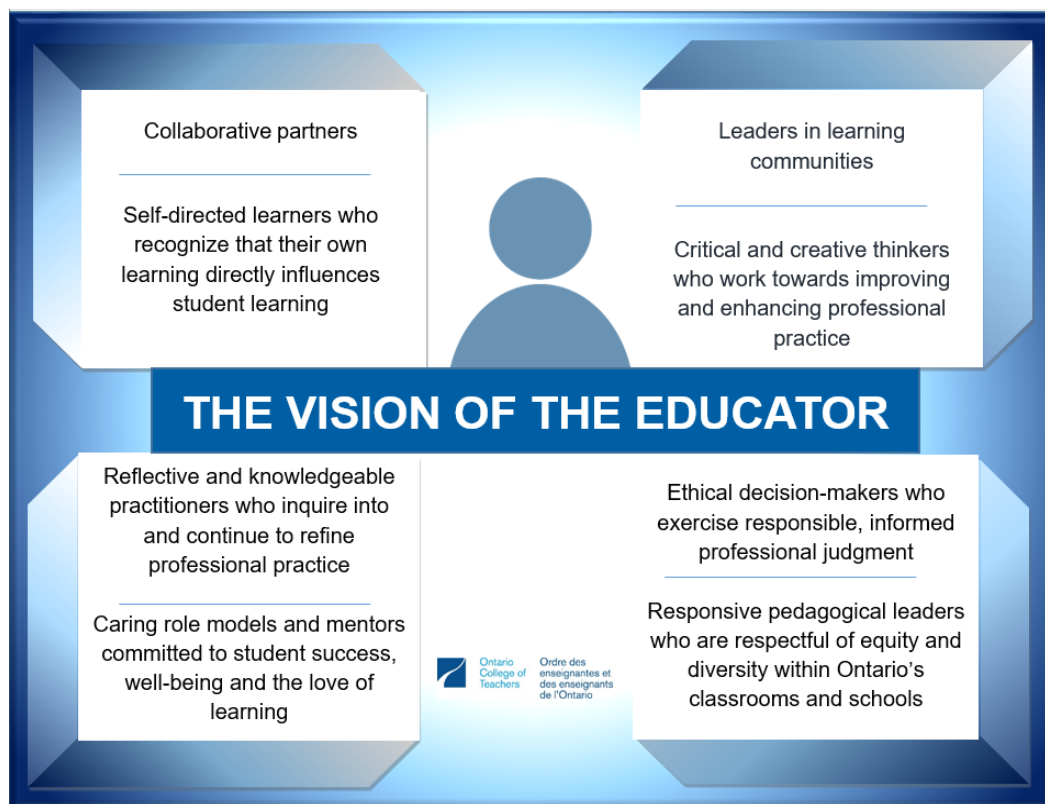 Collaborative partners
Self-directed learners who
recognize that their own
learning directly influences
student learning
Leaders in learning
communities
Critical and creative thinkers
who work towards improving
and enhancing professional
practice
THE VISION OF THE EDUCATOR
Reflective and knowledgeable
practitioners who inquire into
and continue to refine
professional practice
Caring role models and mentors
committed to student success,
well-being and the love of
learning
Ontario
College of
Teachers
Ordre des
enseignantes et
des enseignants
de l'Ontario
Ethical decision-makers who
exercise responsible, informed
professional judgment
Responsive pedagogical leaders
who are respectful of equity and
diversity within Ontario’s
classrooms and schools